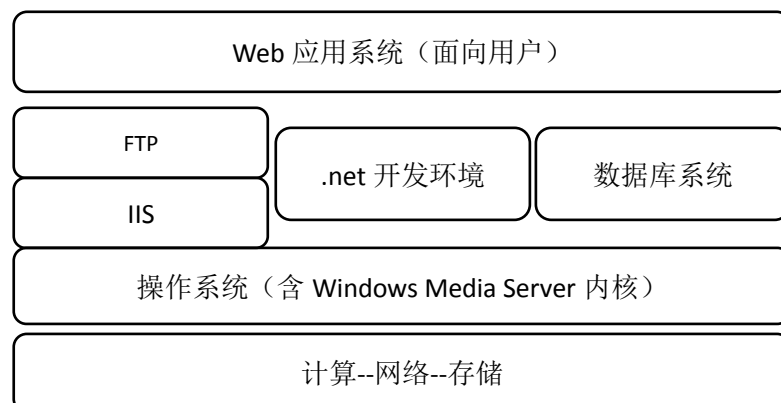 Web 应用系统（面向用户）
FTP
.net 开发环境
数据库系统
IIS
操作系统（含 Windows Media Server 内核）
计算--网络--存储